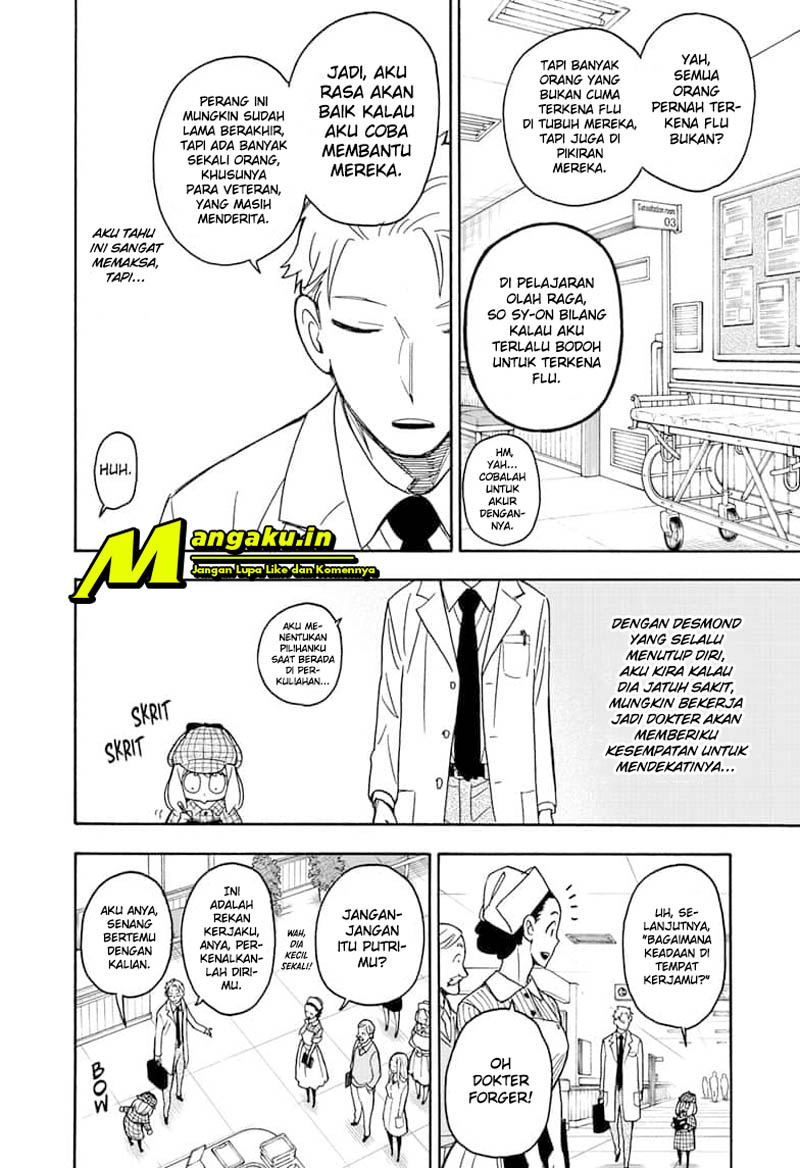 YAH,
SEMUA
ORANG
PERNAH TER-
KENA FLU
BUKAN?
TAPI BANYAK
ORANG YANG
BUKAN CUMA
TERKENA FLU
DI TUBUH MEREKA,
TAPI JUGA DI
PIKIRAN
MEREKA.
Consultation room
03
DI PELAJARAN
OLAH RAGA,
SO SY-ON BILANG
KALAU AKU
TERLALU BODOH
UNTUK TERKENA
FLU.
HM,
YAH...
COBALAH
UNTUK
AKUR
DENGAN-
NYA.
JADI, AKU
RASA AKAN
BAIK KALAU
AKU COBA
MEMBANTU
MEREKA.
PERANG INI
MUNGKIN SUDAH
LAMA BERAKHIR,
TAPI ADA BANYAK
SEKALI ORANG,
KHUSUNYA
PARA VETERAN,
YANG MASIH
MENDERITA.
AKU TAHU
INI SANGAT
MEMAKSA,
TAPI...
HUH.
Mangaku.in
Jangan Lupa Like dan Komennya
DENGAN DESMOND
YANG SELALU
MENUTUP DIRI,
AKU KIRA KALAU
DIA JATUH SAKIT,
MUNGKIN BEKERJA
JADI DOKTER AKAN
MEMBERIKU
KESEMPATAN UNTUK
MENDEKATINYA...
AKU ME-
NENTUKAN
PILIHANKU
SAAT BERADA
DI PER-
KULIAHAN...
SKRIT
SKRIT
UH, SE-
LANJUTNYA,
"BAGAIMANA
KEADAAN DI
TEMPAT
KERJAMU?"
OH
DOKTER
FORGER!
JANGAN-
JANGAN
ITU PUTRI-
MU?
WAH,
DIA
KECIL
SEKALI!
INI
ADALAH
REKAN
KERJAKU,
ANYA, PER-
KENALKAN-
LAH DIRI-
MU.
AKU ANYA,
SENANG
BERTEMU
DENGAN
KALIAN.
BOW